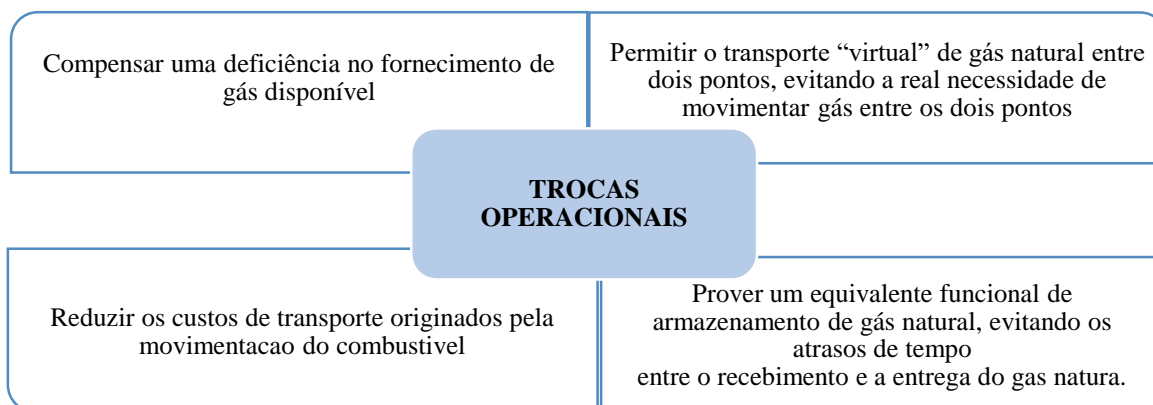 Compensar uma deficiência no fornecimento de
gás disponível
Permitir o transporte “virtual” de gás natural entre
dois pontos, evitando a real necessidade de
movimentar gás entre os dois pontos
TROCAS
OPERACIONAIS
Reduzir os custos de transporte originados pela
movimentacao do combustivel
Prover um equivalente funcional de
armazenamento de gás natural, evitando os
atrasos de tempo
entre o recebimento e a entrega do gas natura.